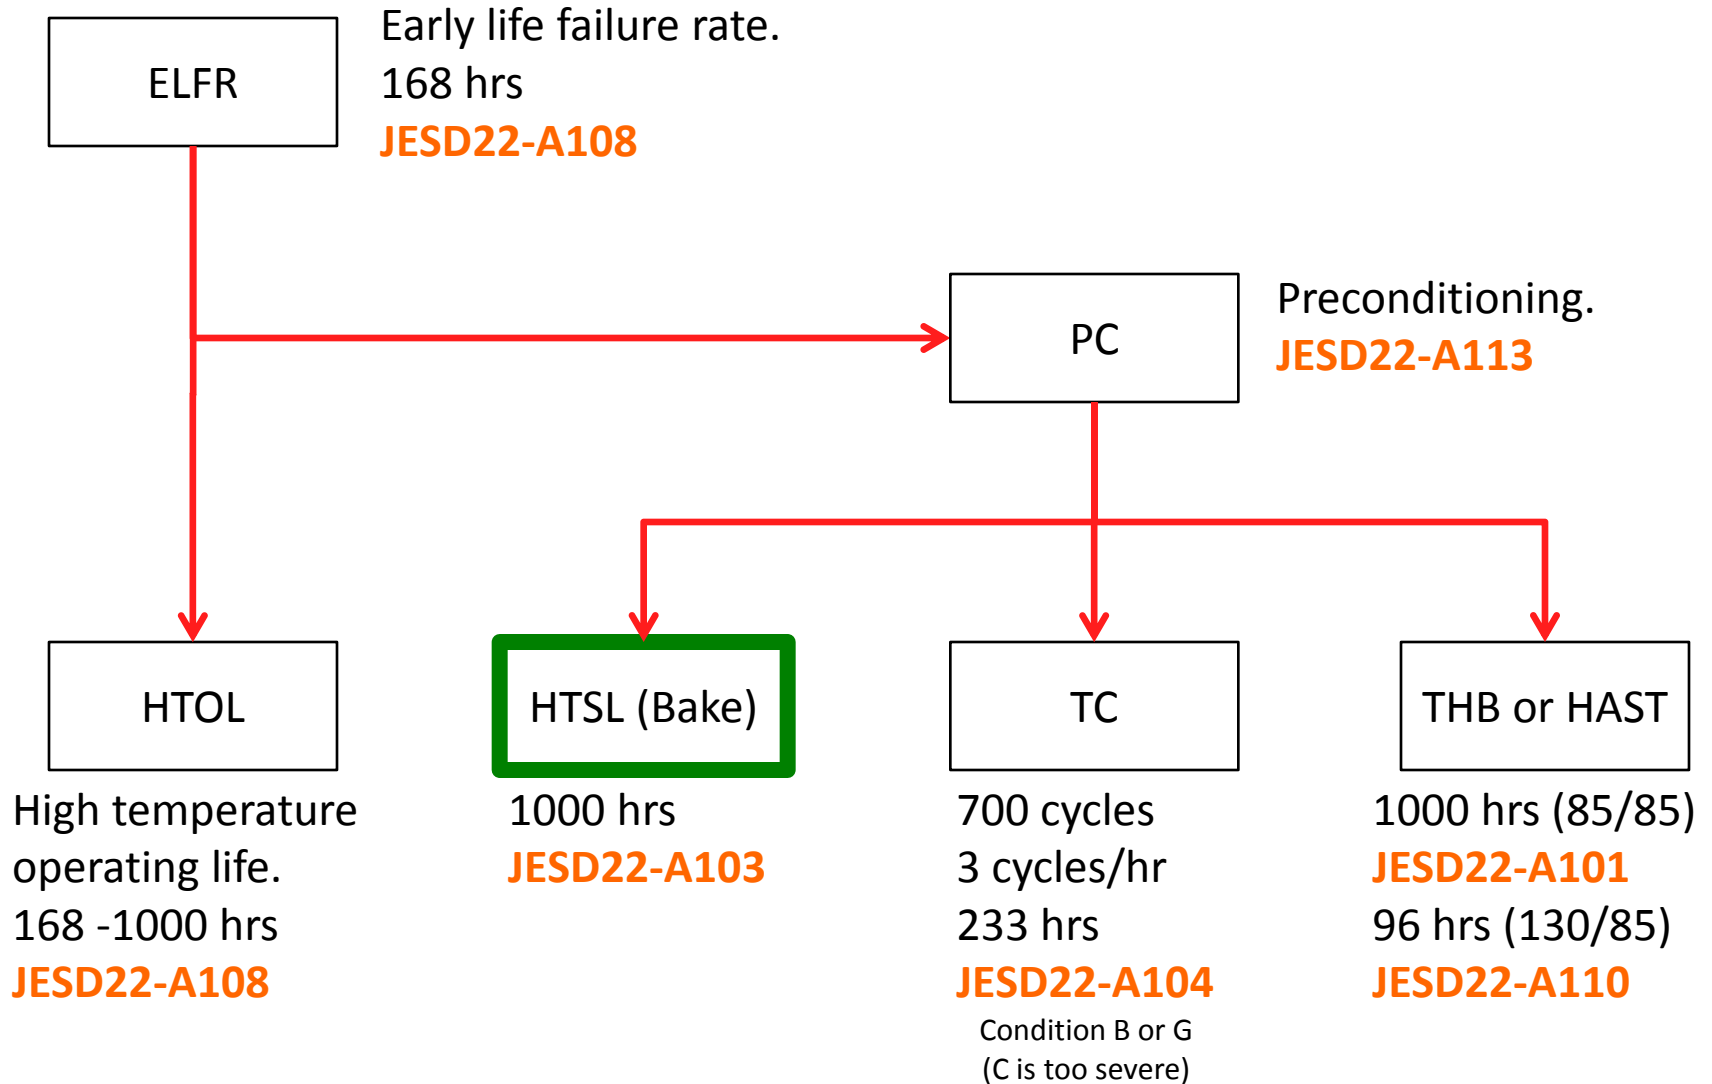 ELFR
Early life failure rate.
168 hrs
JESD22-A108
PC
Preconditioning.
JESD22-A113
HTOL
High temperature
operating life.
168 -1000 hrs
JESD22-A108
HTSL (Bake)
1000 hrs
JESD22-A103
TC
700 cycles
3 cycles/hr
233 hrs
JESD22-A104
Condition B or G
(C is too severe)
THB or HAST
1000 hrs (85/85)
JESD22-A101
96 hrs (130/85)
JESD22-A110